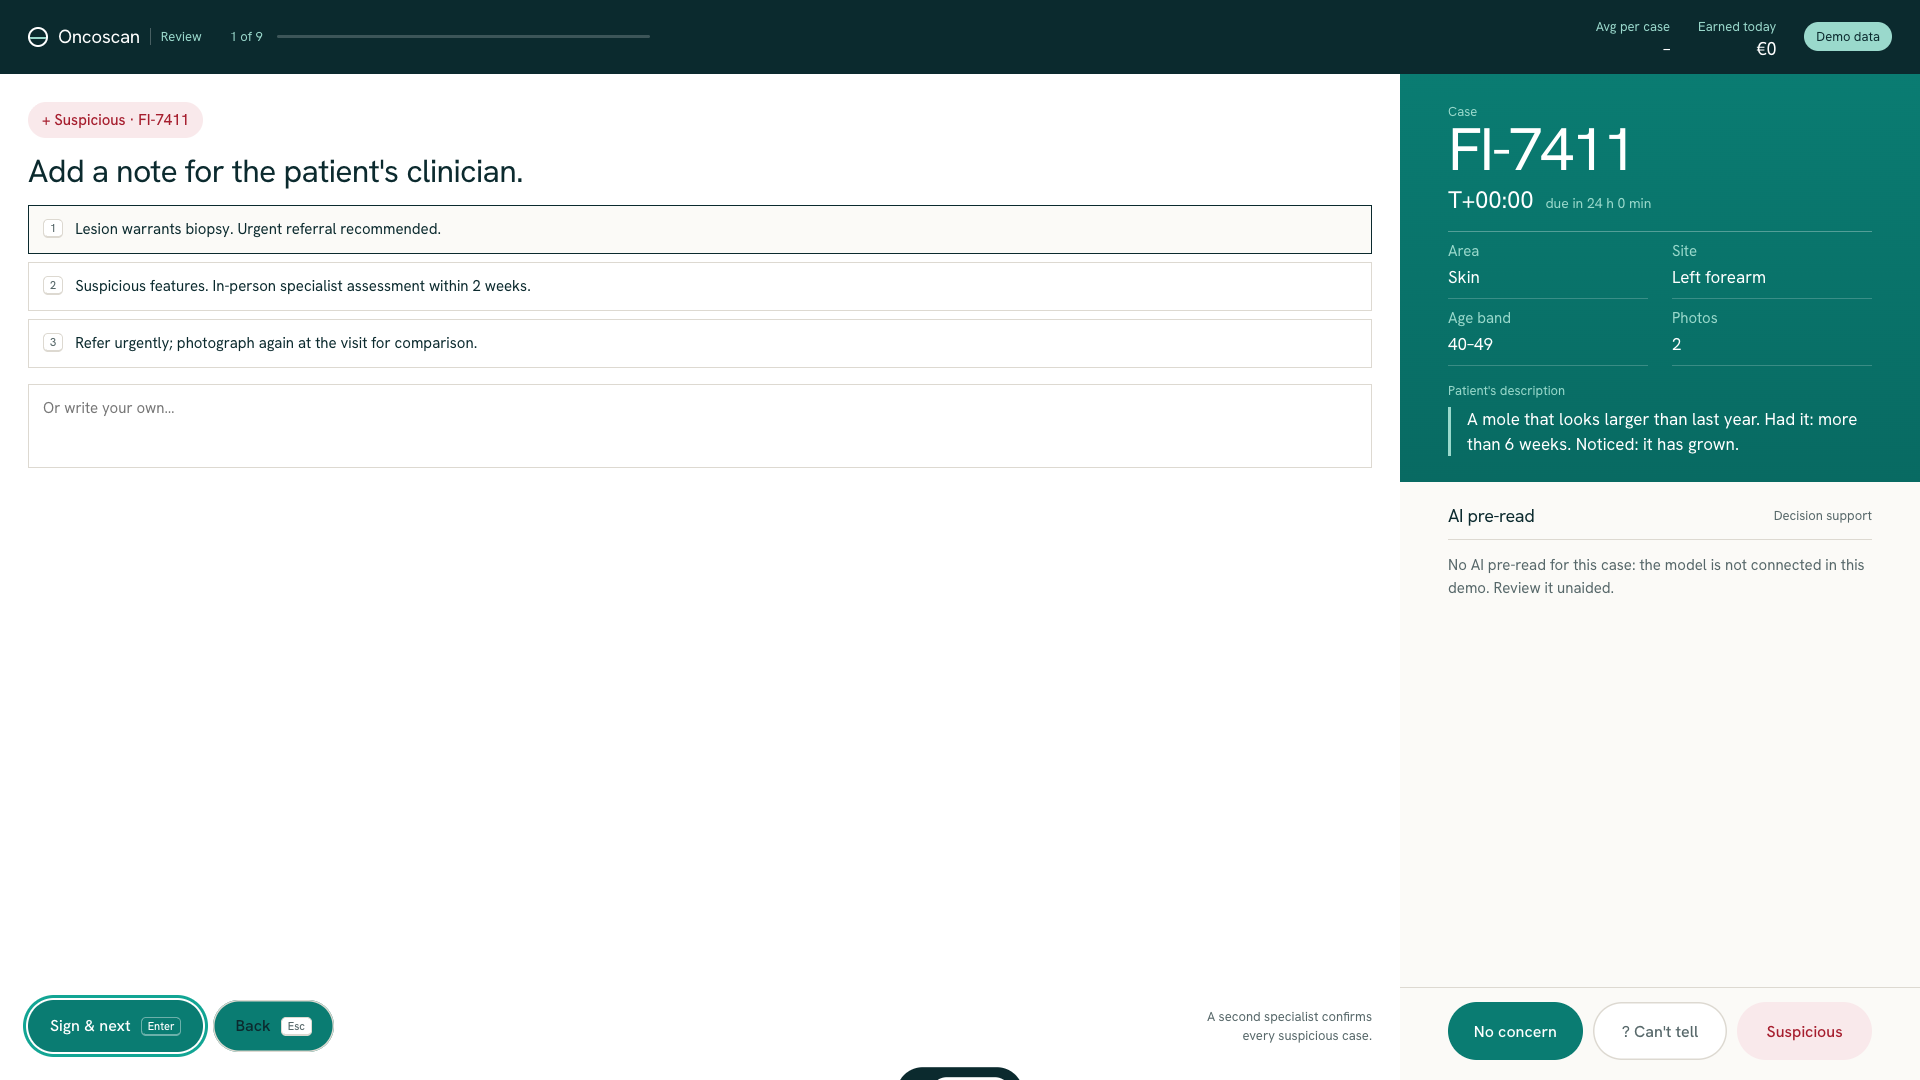 Oncoscan
Review
1 of 9
Avg per case
–
Earned today
€0
Demo data
+ Suspicious · FI-7411
Add a note for the patient's clinician.
1 Lesion warrants biopsy. Urgent referral recommended.
2 Suspicious features. In-person specialist assessment within 2 weeks.
3 Refer urgently; photograph again at the visit for comparison.
Or write your own...
Sign & next Enter
Back Esc
A second specialist confirms
every suspicious case.
Case
FI-7411
T+00:00 due in 24 h 0 min
Area
Skin
Site
Left forearm
Age band
40–49
Photos
2
Patient's description
A mole that looks larger than last year. Had it: more
than 6 weeks. Noticed: it has grown.
AI pre-read
Decision support
No AI pre-read for this case: the model is not connected in this
demo. Review it unaided.
No concern
? Can't tell
Suspicious